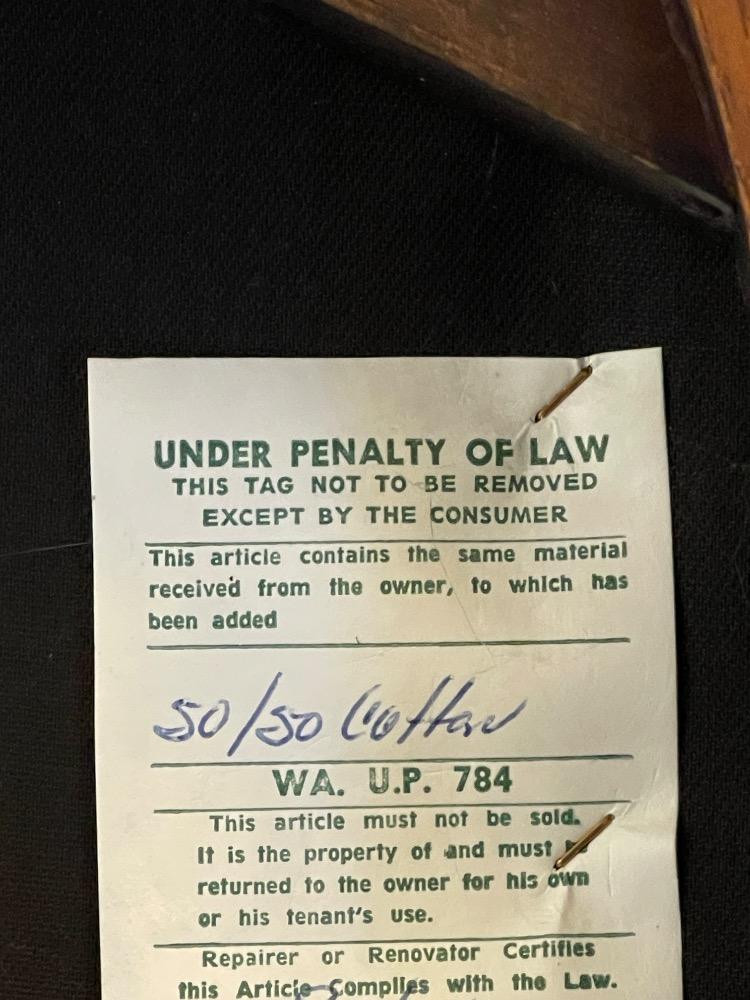 UNDER PENALTY OF LAW
THIS TAG NOT TO BE REMOVED
EXCEPT BY THE CONSUMER
This article contains the same material
received from the owner, to which has
been added
50/50 Cotton
WA. U.P. 784
This article must not be sold.
It is the property of and must be
returned to the owner for his own
or his tenant's use.
Repairer or Renovator Certifies
this Article Complies with the Law.